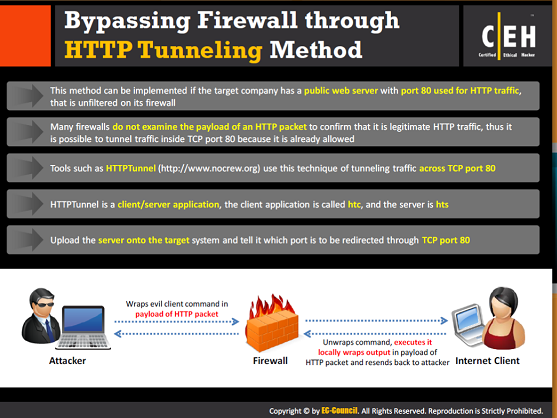 Bypassing Firewall through
HTTP Tunneling Method
C|EH
Certified Ethical Hacker
This method can be implemented if the target company has a public web server with port 80 used for HTTP traffic,
that is unfiltered on its firewall
Many firewalls do not examine the payload of an HTTP packet to confirm that it is legitimate HTTP traffic, thus it
is possible to tunnel traffic inside TCP port 80 because it is already allowed
Tools such as HTTPTunnel (http://www.nocrew.org) use this technique of tunneling traffic across TCP port 80
HTTPTunnel is a client/server application, the client application is called htc, and the server is hts
Upload the server onto the target system and tell it which port is to be redirected through TCP port 80
Wraps evil client command in
payload of HTTP packet
Unwraps command, executes it
locally wraps output in payload of
HTTP packet and resends back to attacker
Attacker
Firewall
Internet Client
Copyright © by EC-Council. All Rights Reserved. Reproduction is Strictly Prohibited.